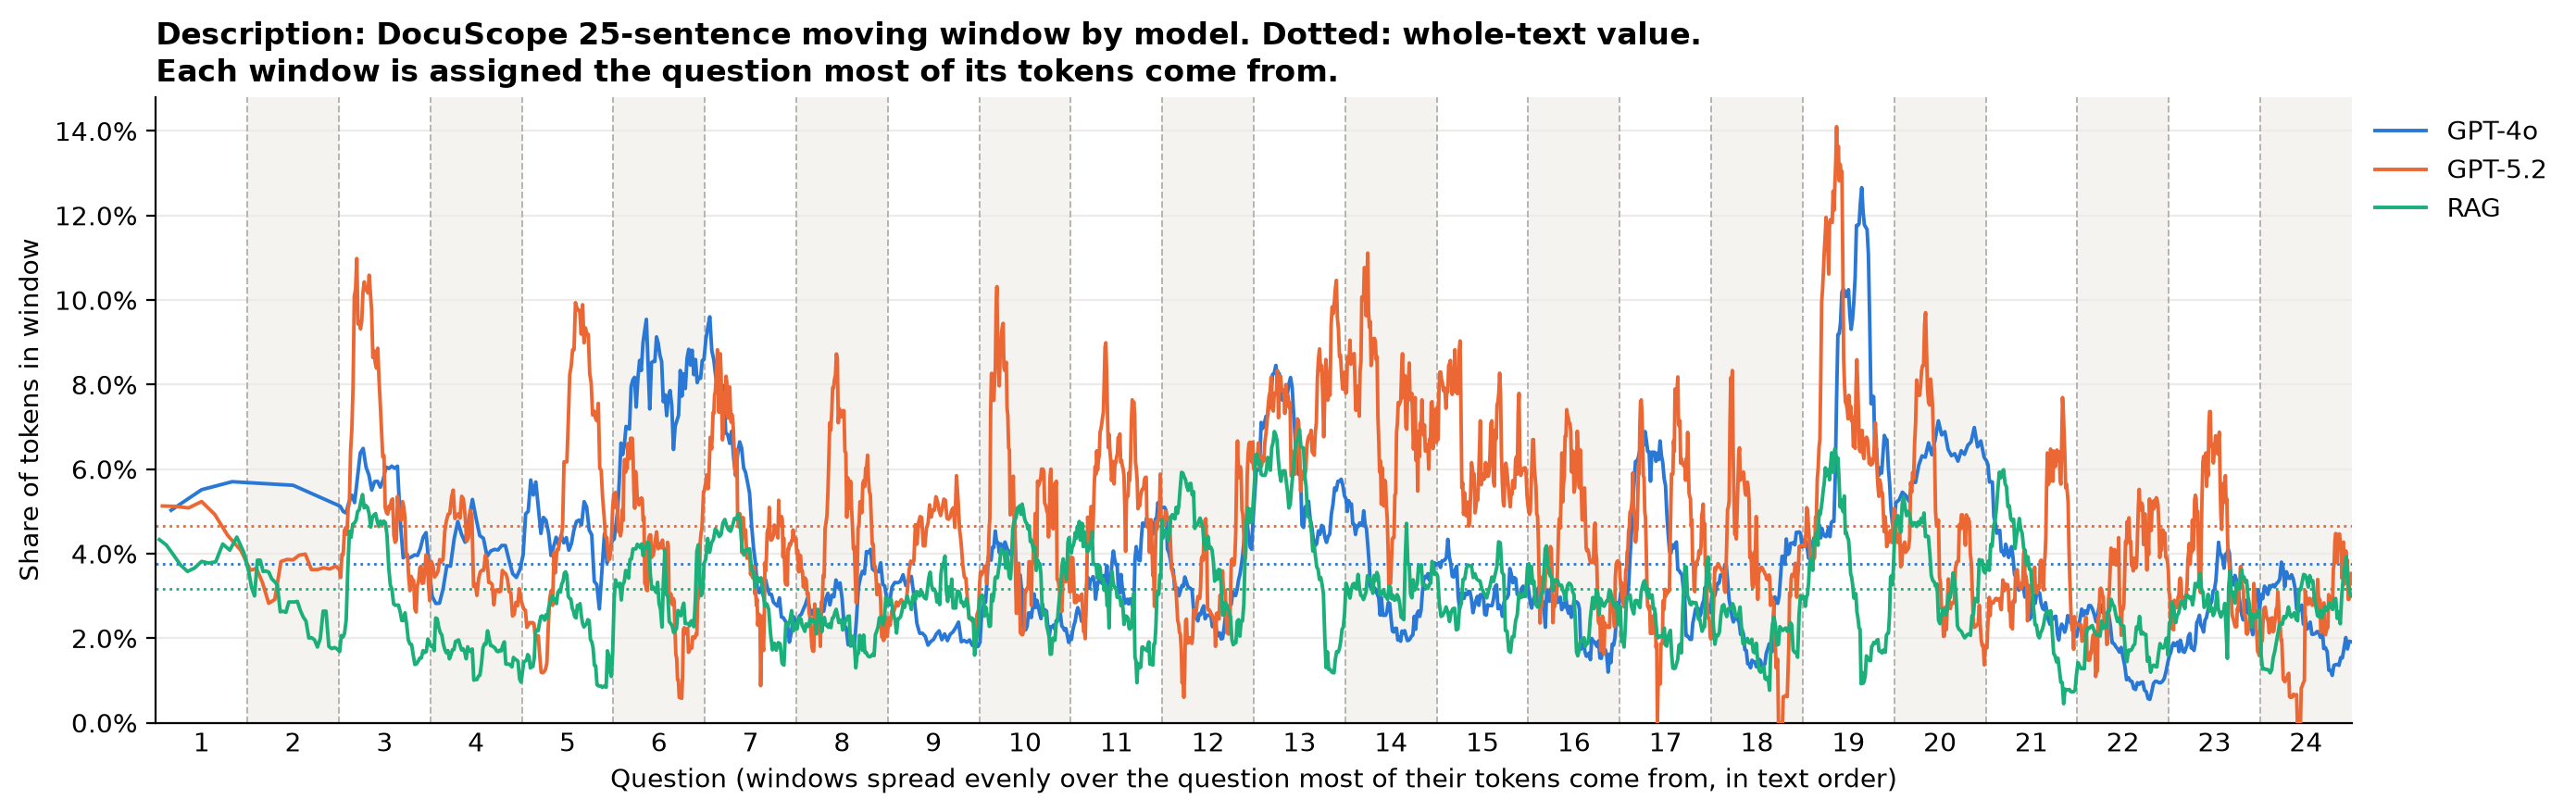 Description: DocuScope 25-sentence moving window by model. Dotted: whole-text value.
Each window is assigned the question most of its tokens come from.
Share of tokens in window
14.0%
12.0%
10.0%
8.0%
6.0%
4.0%
2.0%
0.0%
1 2 3 4 5 6 7 8 9 10 11 12 13 14 15 16 17 18 19 20 21 22 23 24
Question (windows spread evenly over the question most of their tokens come from, in text order)
GPT-4o
GPT-5.2
RAG